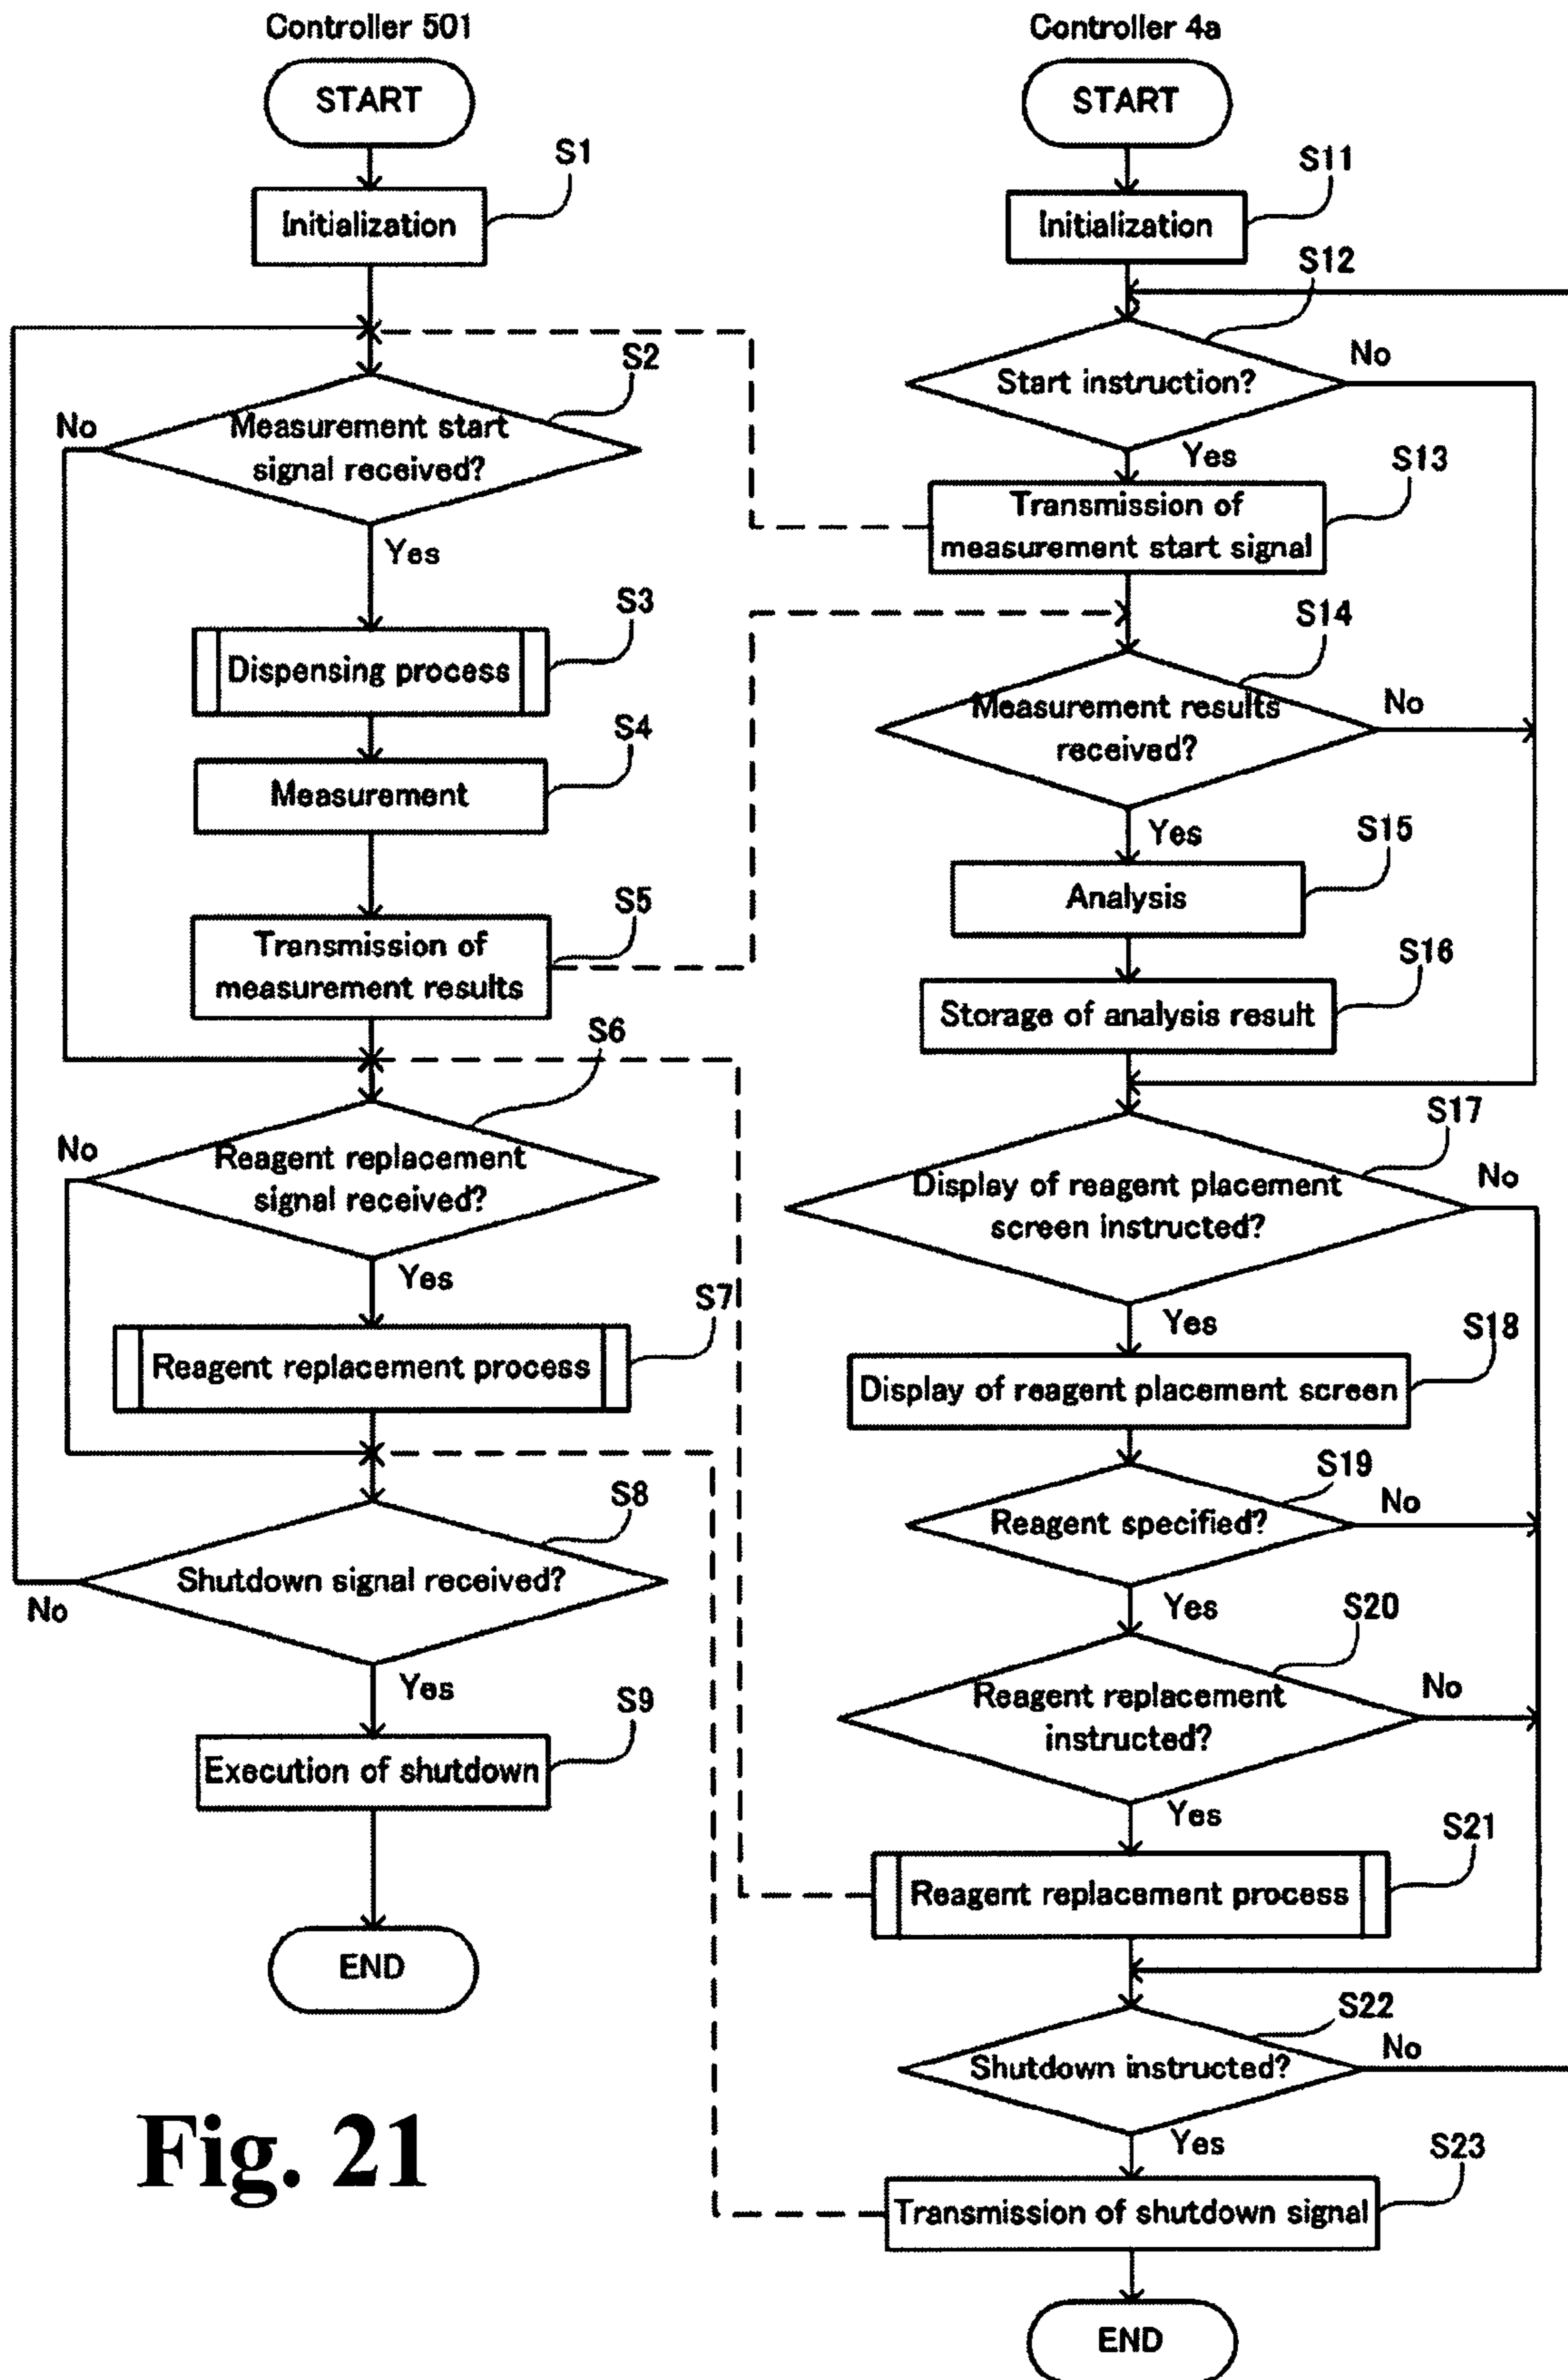 Controller 501
START
S1
Initialization
S2
Measurement start
signal received?
No
Yes
S3
Dispensing process
S4
Measurement
S5
Transmission of
measurement results
S6
Reagent replacement
signal received?
No
Yes
S7
Reagent replacement process
S8
Shutdown signal received?
No
Yes
S9
Execution of shutdown
END
Controller 4a
START
S11
Initialization
S12
Start instruction?
No
Yes
S13
Transmission of
measurement start signal
S14
Measurement results
received?
No
Yes
S15
Analysis
S16
Storage of analysis result
S17
Display of reagent placement
screen instructed?
No
Yes
S18
Display of reagent placement screen
S19
Reagent specified?
No
Yes
S20
Reagent replacement
instructed?
No
Yes
S21
Reagent replacement process
S22
Shutdown instructed?
No
Yes
S23
Transmission of shutdown signal
END
Fig. 21